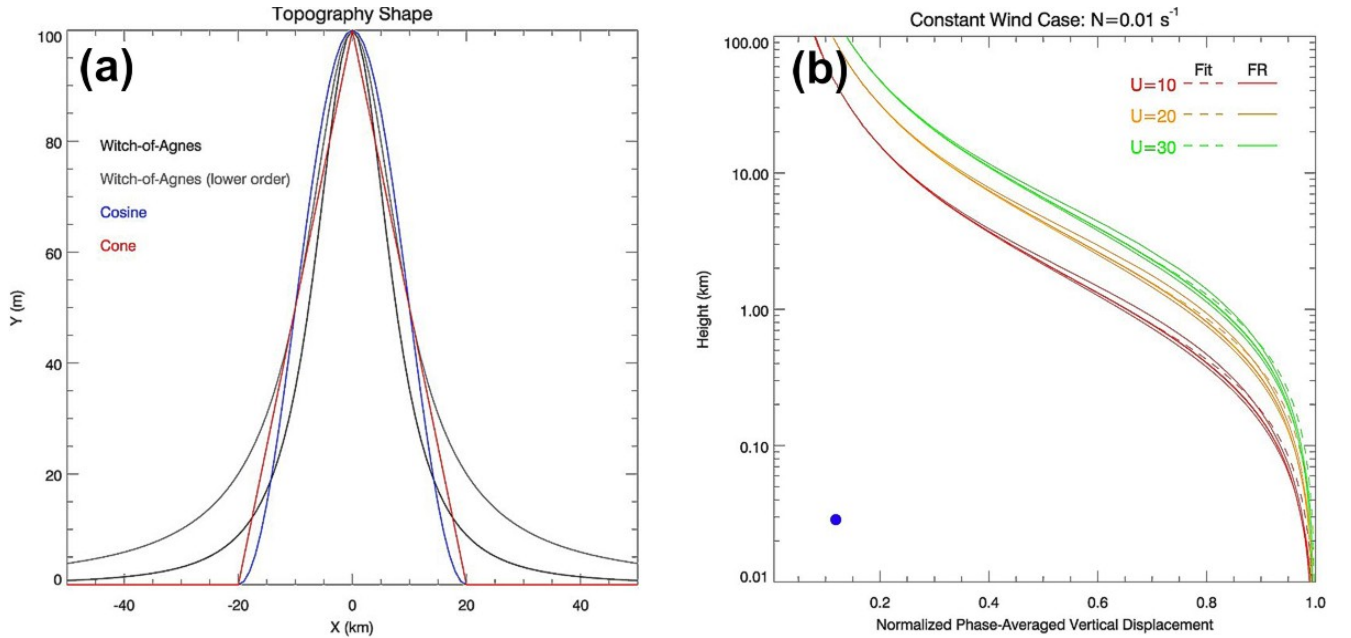 Topography Shape
(a)
100
80
60
40
20
0
Y (m)
Witch-of-Agnes
Witch-of-Agnes (lower order)
Cosine
Cone
-40
-20
0
20
40
X (km)
Constant Wind Case: N=0.01 s⁻¹
(b)
100.00
10.00
1.00
0.10
0.01
Height (km)
Fit FR
U=10
U=20
U=30
0.2
0.4
0.6
0.8
1.0
Normalized Phase-Averaged Vertical Displacement